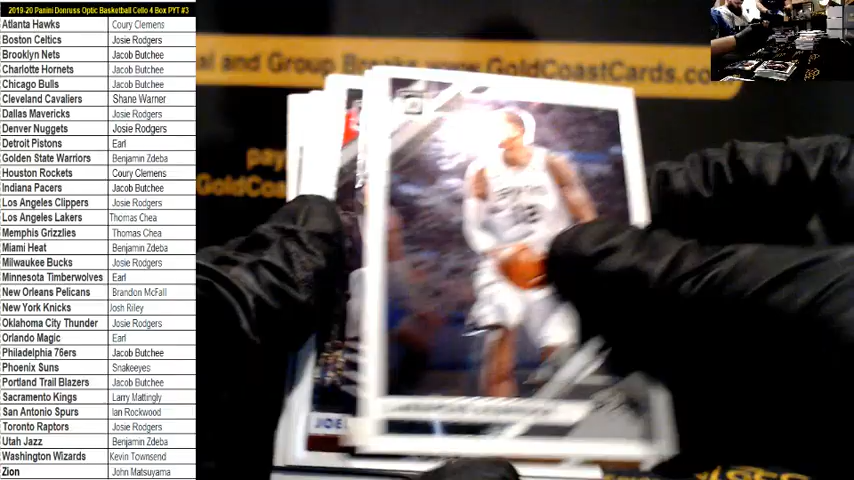 2019-20 Panini Donruss Optic Basketball Cello 4 Box PYT #3
Atlanta Hawks Coury Clemens
Boston Celtics Josie Rodgers
Brooklyn Nets Jacob Butchee
Charlotte Hornets Jacob Butchee
Chicago Bulls Jacob Butchee
Cleveland Cavaliers Shane Warner
Dallas Mavericks Josie Rodgers
Denver Nuggets Josie Rodgers
Detroit Pistons Earl
Golden State Warriors Benjamin Zdeba
Houston Rockets Coury Clemens
Indiana Pacers Jacob Butchee
Los Angeles Clippers Josie Rodgers
Los Angeles Lakers Thomas Chea
Memphis Grizzlies Thomas Chea
Miami Heat Benjamin Zdeba
Milwaukee Bucks Josie Rodgers
Minnesota Timberwolves Earl
New Orleans Pelicans Brandon McFall
New York Knicks Josh Riley
Oklahoma City Thunder Josie Rodgers
Orlando Magic Earl
Philadelphia 76ers Jacob Butchee
Phoenix Suns Snakeeyes
Portland Trail Blazers Jacob Butchee
Sacramento Kings Larry Mattingly
San Antonio Spurs Ian Rockwood
Toronto Raptors Josie Rodgers
Utah Jazz Benjamin Zdeba
Washington Wizards Kevin Townsend
Zion John Matsuyama
al and Group Breaks www.GoldCoastCards.com
pay
GoldCoa
JOE